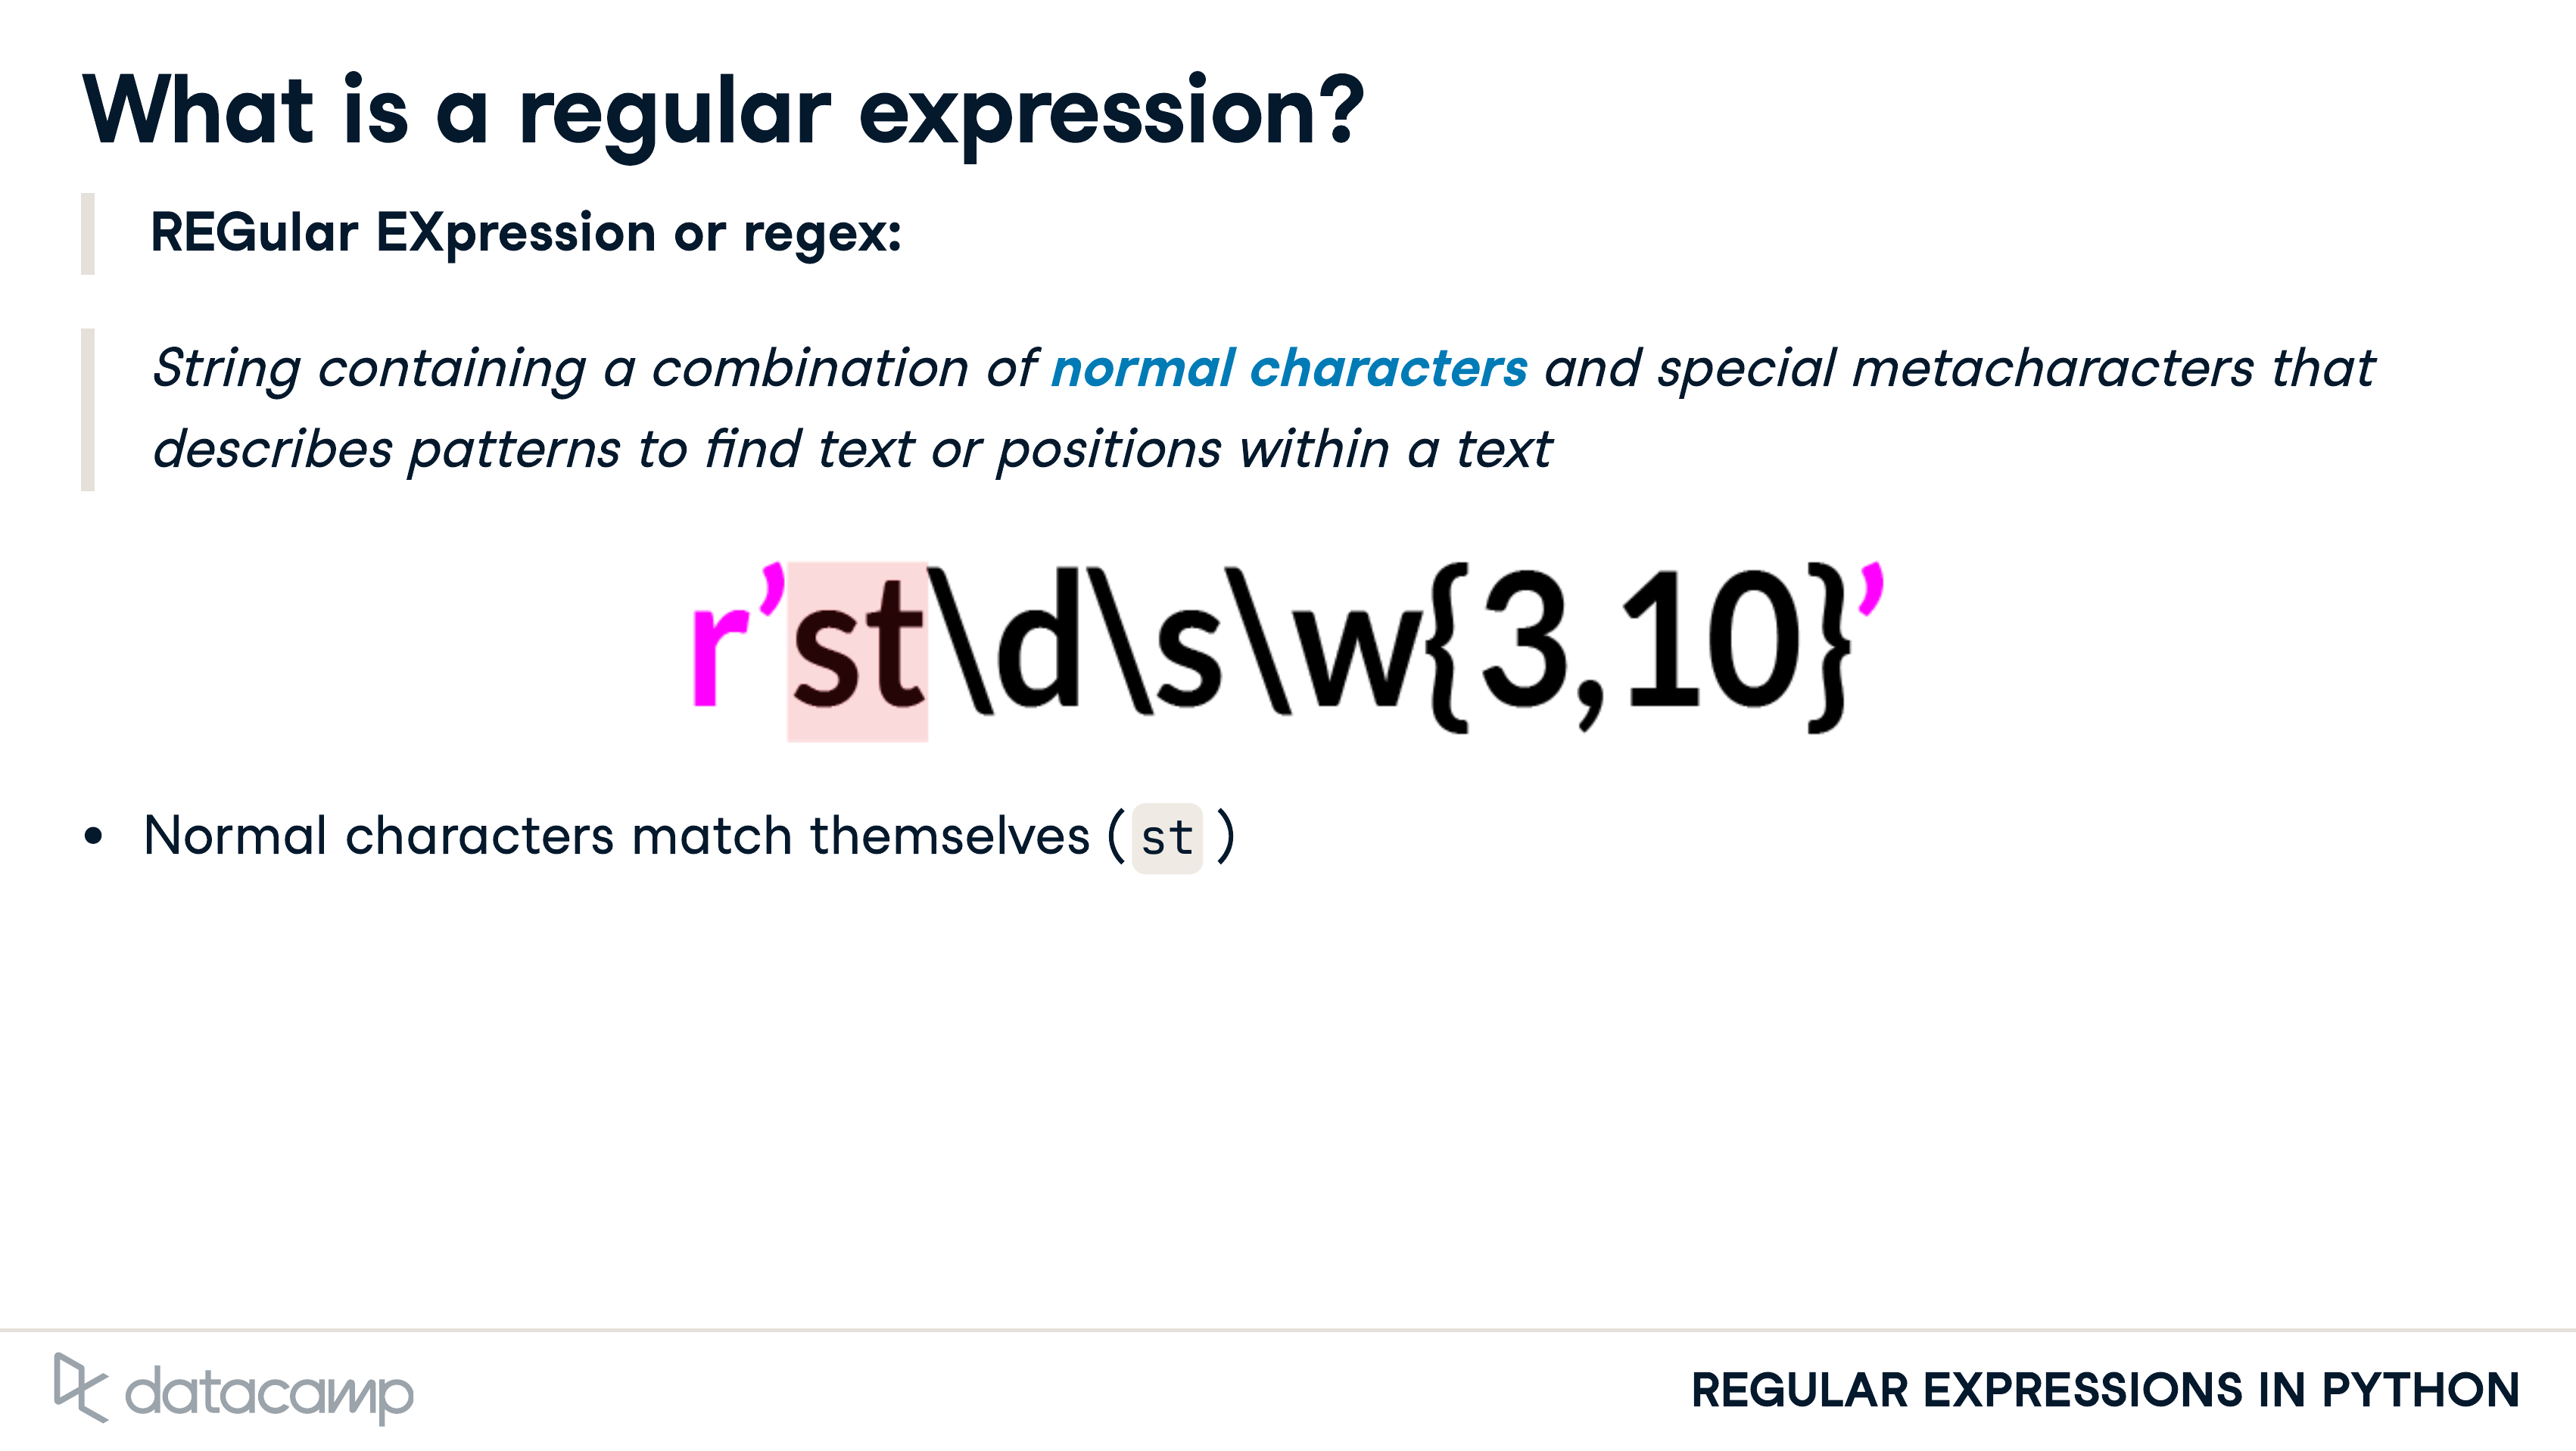 What is a regular expression?
REGular EXpression or regex:
String containing a combination of normal characters and special metacharacters that
describes patterns to find text or positions within a text
r’st\d\s\w{3,10}’
• Normal characters match themselves ( st )
datacamp
REGULAR EXPRESSIONS IN PYTHON